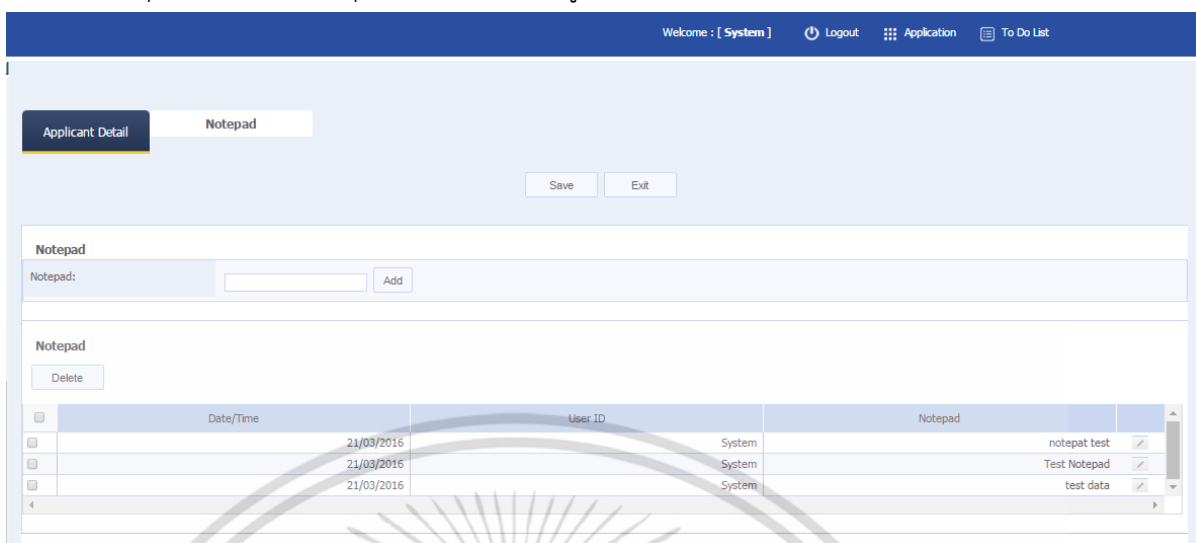 Welcome : [ System ] Logout Application To Do List
Applicant Detail Notepad
Save Exit
Notepad
Notepad: Add
Notepad
Delete
Date/Time User ID Notepad
21/03/2016 System notepat test
21/03/2016 System Test Notepad
21/03/2016 System test data